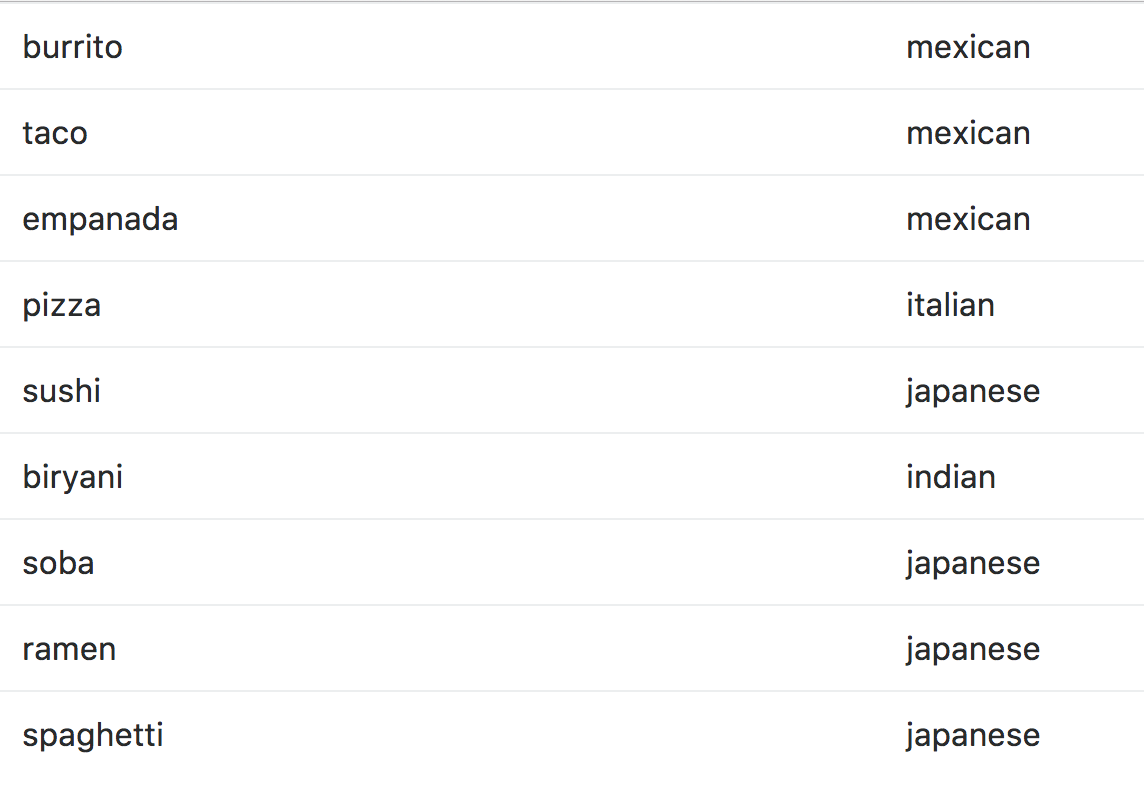 burrito mexican
taco mexican
empanada mexican
pizza italian
sushi japanese
biryani indian
soba japanese
ramen japanese
spaghetti japanese